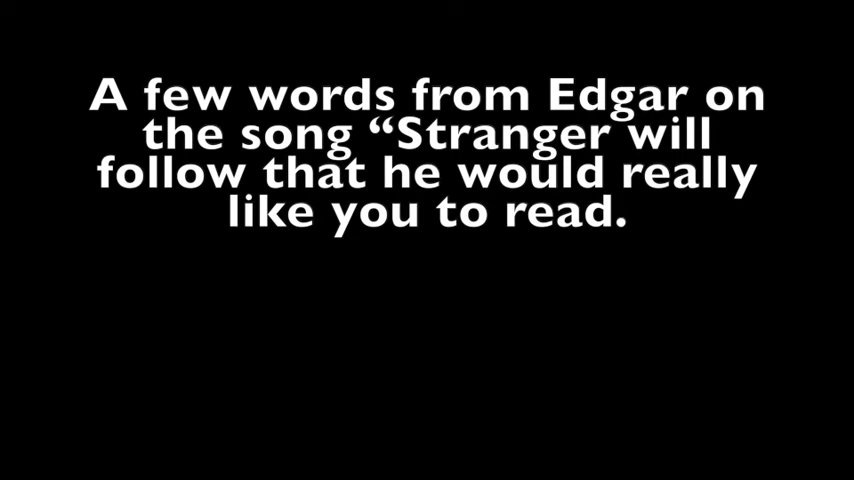 A few words from Edgar on
the song “Stranger will
follow that he would really
like you to read.